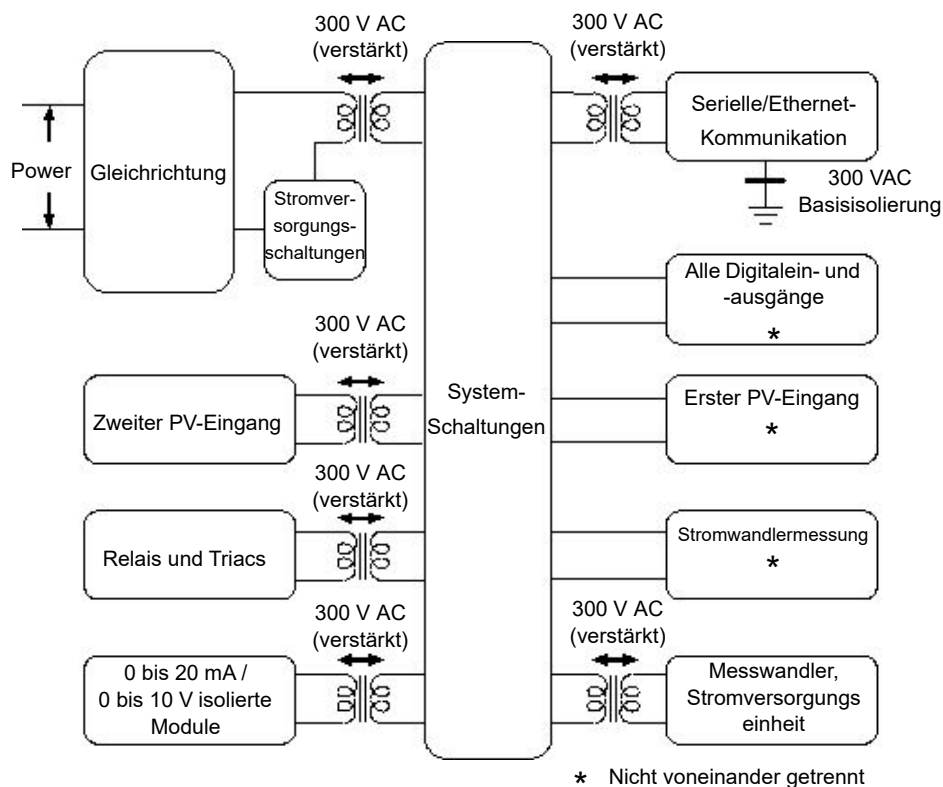 300 V AC
(verstärkt)
300 V AC
(verstärkt)
Power
Gleichrichtung
Stromver-
sorgungs-
schaltungen
Serielle/Ethernet-
Kommunikation
300 VAC
Basisisolierung
Alle Digitalein- und
-ausgänge
*
300 V AC
(verstärkt)
Zweiter PV-Eingang
System-
Schaltungen
Erster PV-Eingang
*
300 V AC
(verstärkt)
Relais und Triacs
Stromwandlermessung
*
300 V AC
(verstärkt)
300 V AC
(verstärkt)
0 bis 20 mA /
0 bis 10 V isolierte
Module
Messwandler,
Stromversorgungs
einheit
* Nicht voneinander getrennt